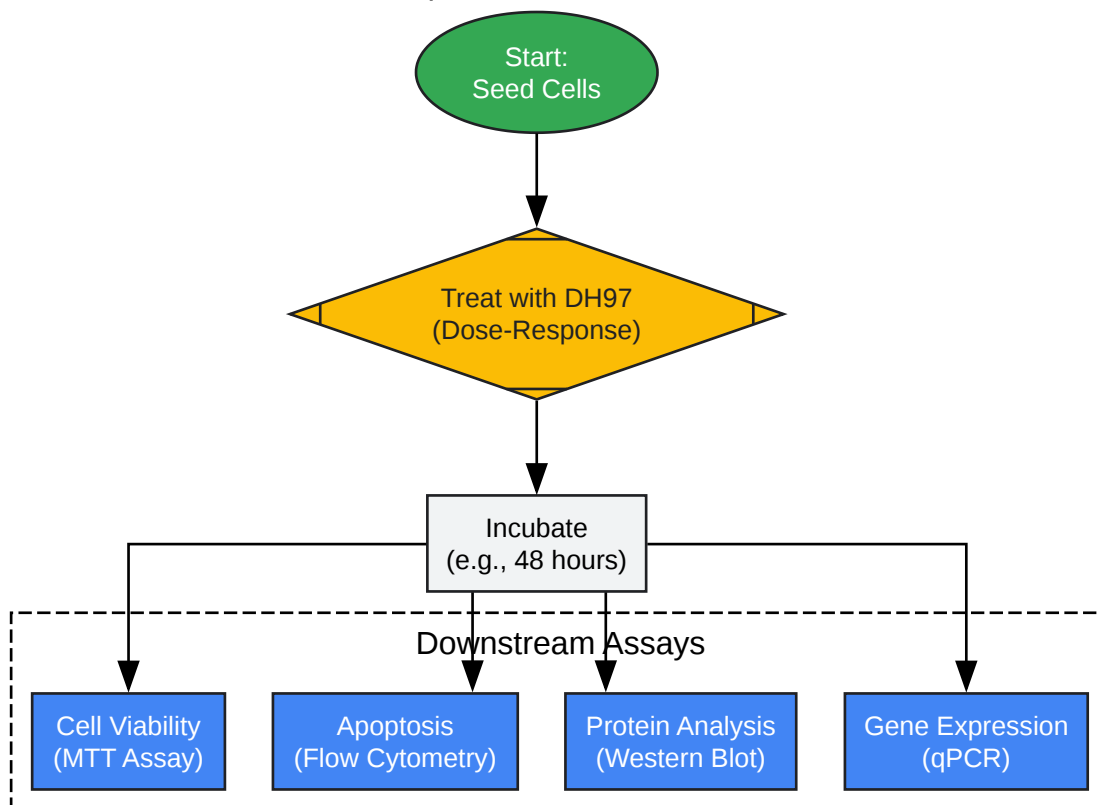 Start:
Seed Cells
Treat with DH97
(Dose-Response)
Incubate
(e.g., 48 hours)
Downstream Assays
Cell Viability
(MTT Assay)
Apoptosis
(Flow Cytometry)
Protein Analysis
(Western Blot)
Gene Expression
(qPCR)